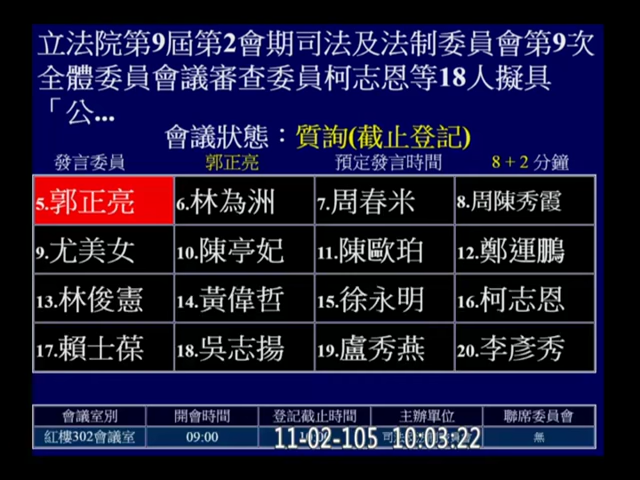 立法院第9屆第2會期司法及法制委員會第9次
全體委員會議審查委員柯志恩等18人擬具
「公...
會議狀態：質詢(截止登記)
發言委員 郭正亮 預定發言時間 8 + 2 分鐘
5.郭正亮 6.林為洲 7.周春米 8.周陳秀霞
9.尤美女 10.陳亭妃 11.陳歐珀 12.鄭運鵬
13.林俊憲 14.黃偉哲 15.徐永明 16.柯志恩
17.賴士葆 18.吳志揚 19.盧秀燕 20.李彥秀
會議室別 開會時間 登記截止時間 主辦單位 聯席委員會
紅樓302會議室 09:00 無
11-02-105 10:03:22